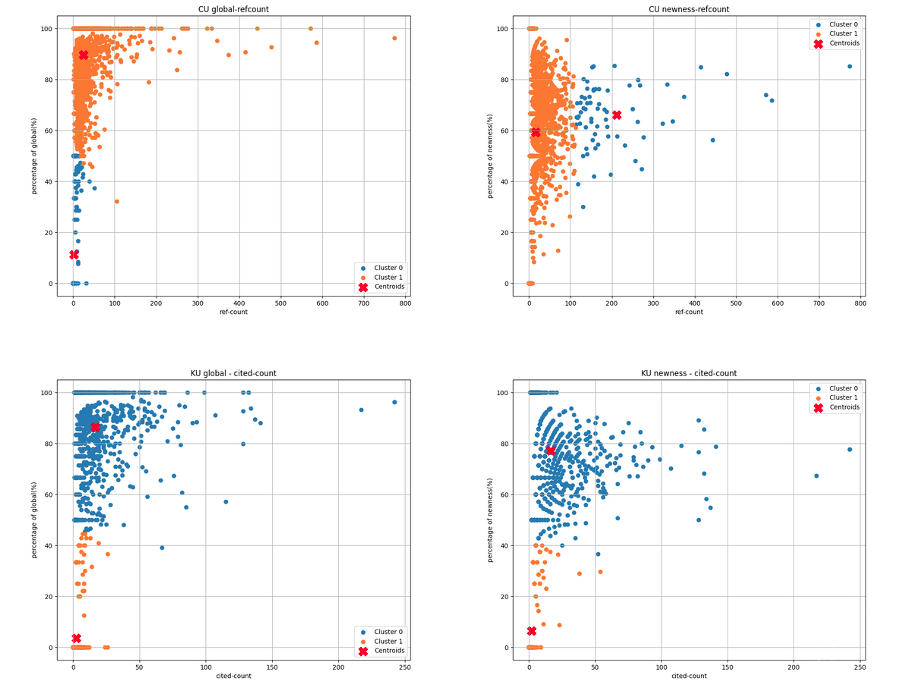 CU global-refcount
100
80
60
40
20
0
percentage of global(%)
0 100 200 300 400 500 600 700 800
ref-count
Cluster 0
Cluster 1
Centroids
CU newness-refcount
100
80
60
40
20
0
percentage of newness(%)
0 100 200 300 400 500 600 700 800
ref-count
Cluster 0
Cluster 1
Centroids
KU global - cited-count
100
80
60
40
20
0
percentage of global(%)
0 50 100 150 200 250
cited-count
Cluster 0
Cluster 1
Centroids
KU newness - cited-count
100
80
60
40
20
0
percentage of newness(%)
0 50 100 150 200 250
cited-count
Cluster 0
Cluster 1
Centroids